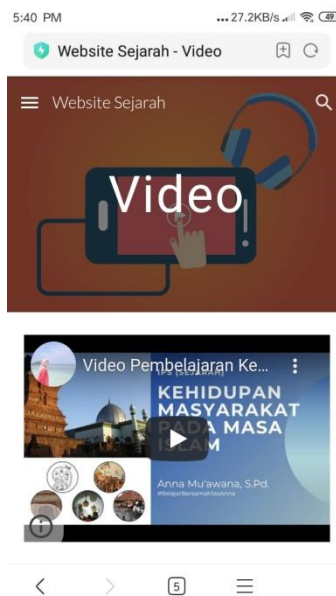 5:40 PM
... 27.2KB/s
49
Website Sejarah - Video
Website Sejarah
Video
Video Pembelajaran Ke...
IPS (SEJARAH)
KEHIDUPAN
MASYARAKAT
PADA MASA
ISLAM
Anna Mu'awana, S.Pd.
#BelajarBersamaMissAnna
5